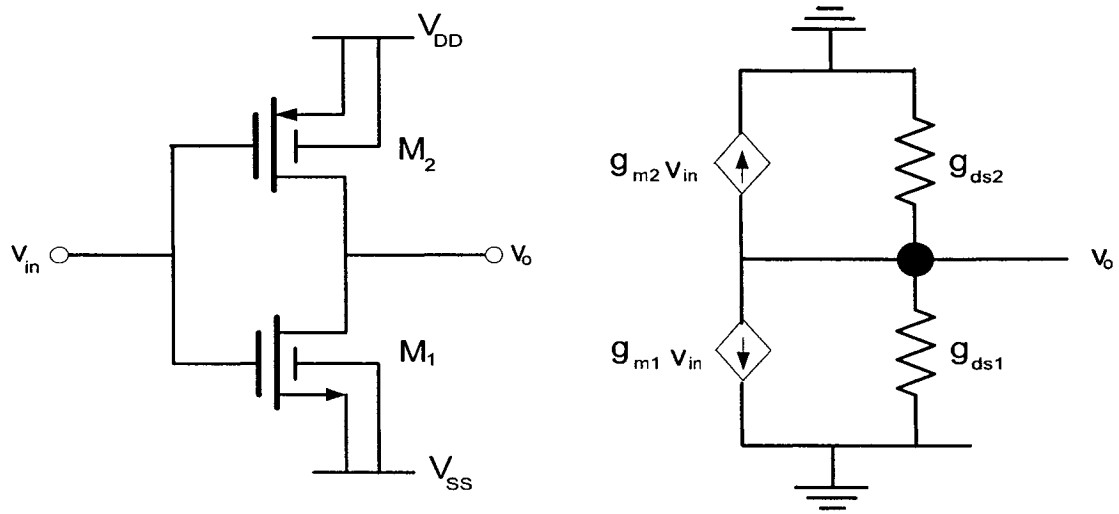 V_DD
M_2
v_in
v_o
M_1
V_SS
g_m2 v_in
g_ds2
v_o
g_m1 v_in
g_ds1